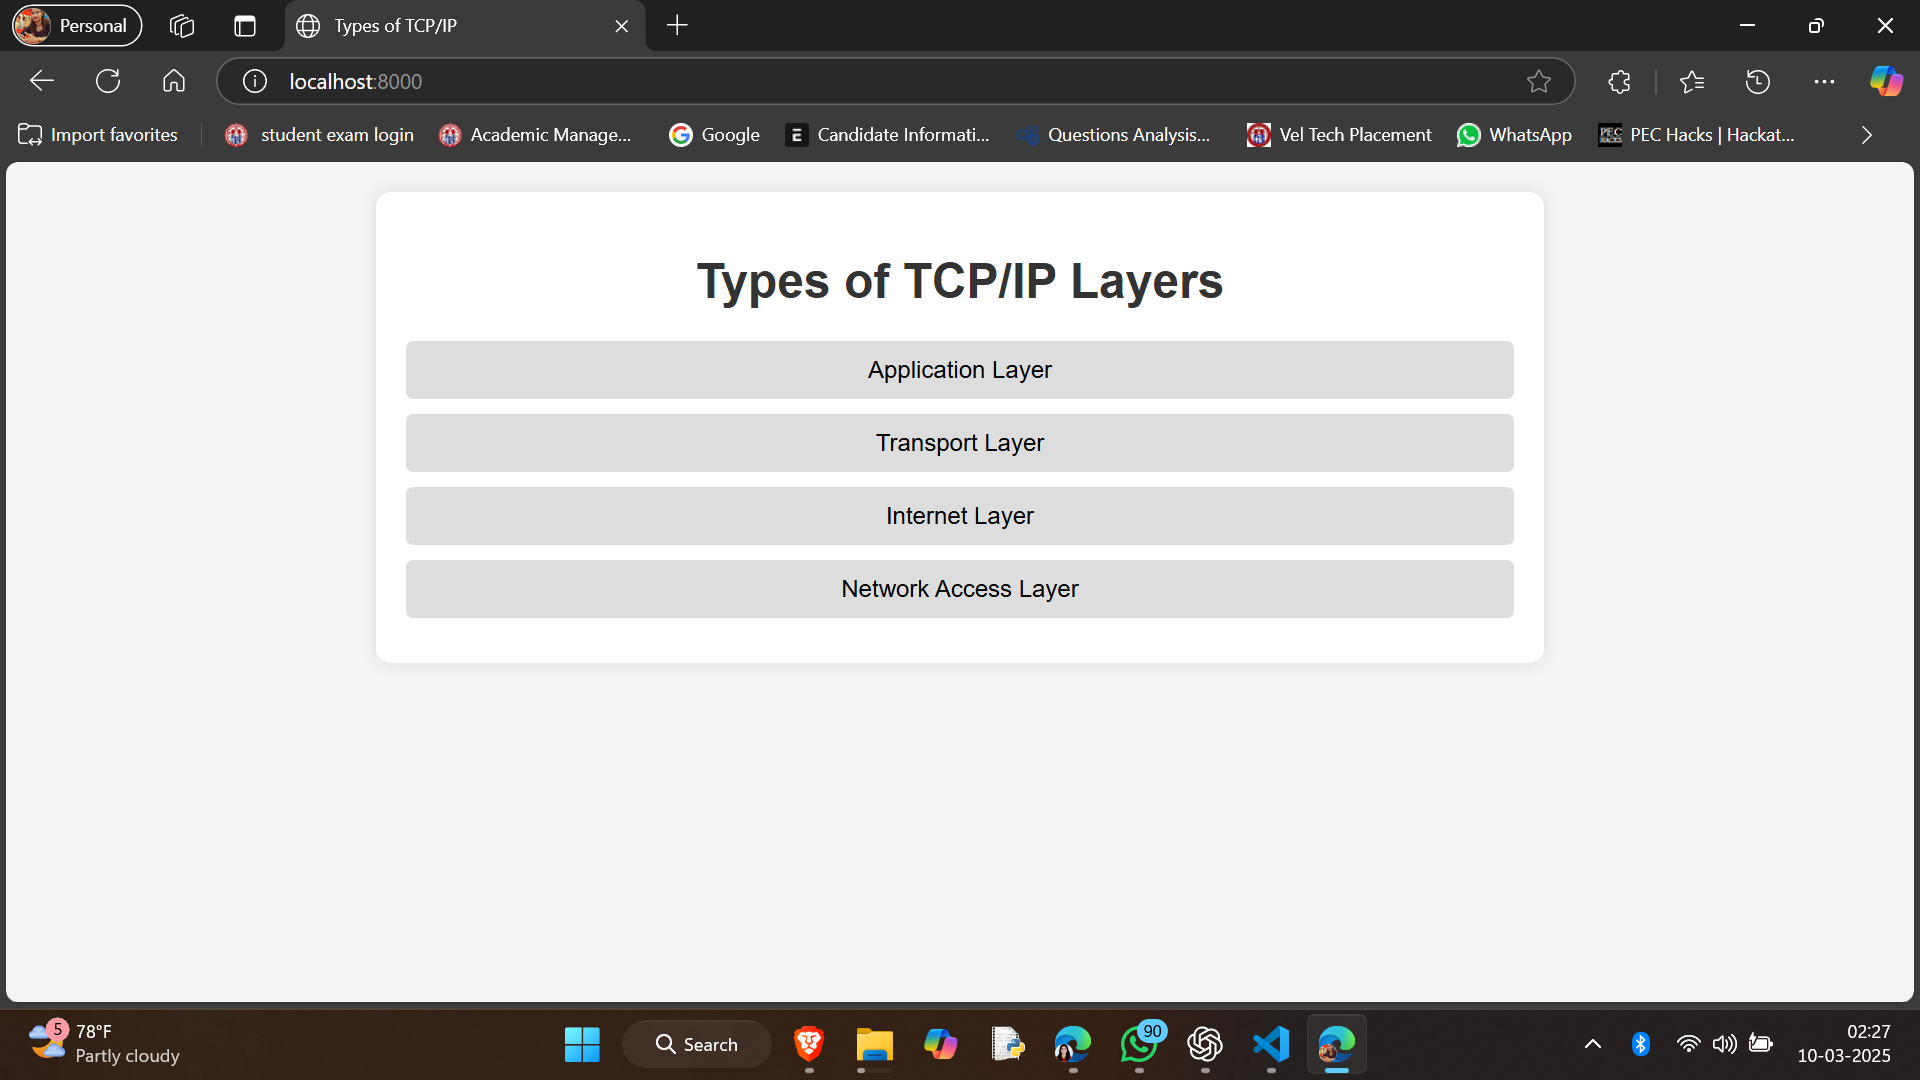 Personal
Types of TCP/IP
localhost:8000
Import favorites
student exam login
Academic Manage...
Google
Candidate Informati...
Questions Analysis...
Vel Tech Placement
WhatsApp
PEC Hacks | Hackat...
Types of TCP/IP Layers
Application Layer
Transport Layer
Internet Layer
Network Access Layer
5
78°F
Partly cloudy
Search
90
02:27
10-03-2025